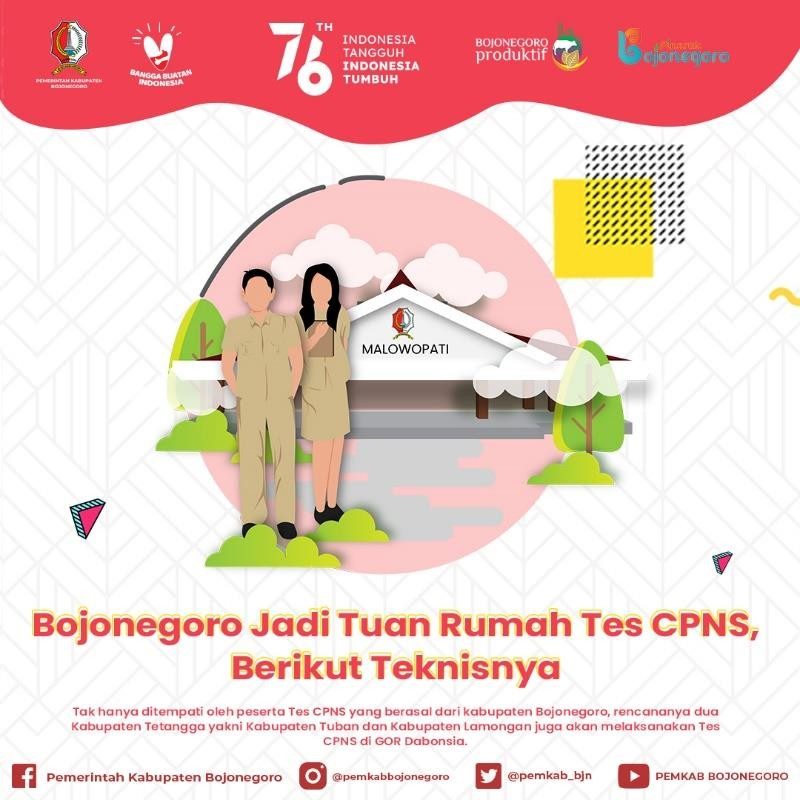 PEMERINTAH KABUPATEN
BOJONEGORO
BANGGA BUATAN
INDONESIA
76 TH
INDONESIA
TANGGUH
INDONESIA
TUMBUH
BOJONEGORO
produktif
Pinarak
Bojonegoro
MALOWOPATI
Bojonegoro Jadi Tuan Rumah Tes CPNS,
Berikut Teknisnya
Tak hanya ditempati oleh peserta Tes CPNS yang berasal dari kabupaten Bojonegoro, rencananya dua
Kabupaten Tetangga yakni Kabupaten Tuban dan Kabupaten Lamongan juga akan melaksanakan Tes
CPNS di GOR Dabonsia.
Pemerintah Kabupaten Bojonegoro
@pemkabbojonegoro
@pemkab_bjn
PEMKAB BOJONEGORO